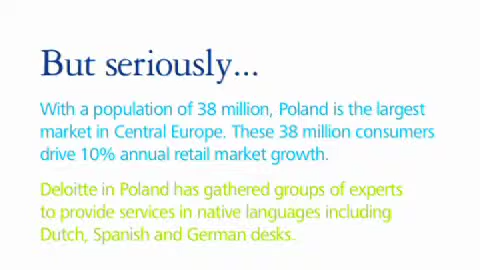 But seriously...
With a population of 38 million, Poland is the largest
market in Central Europe. These 38 million consumers
drive 10% annual retail market growth.
Deloitte in Poland has gathered groups of experts
to provide services in native languages including
Dutch, Spanish and German desks.